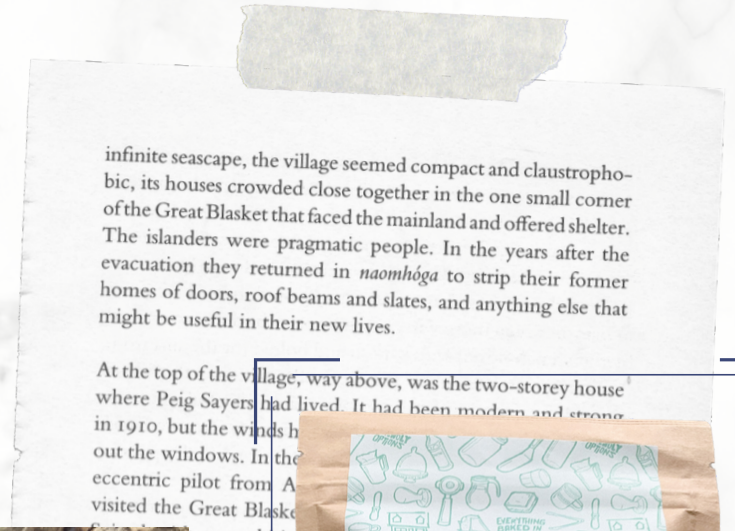 infinite seascape, the village seemed compact and claustropho-
bic, its houses crowded close together in the one small corner
of the Great Blasket that faced the mainland and offered shelter.
The islanders were pragmatic people. In the years after the
evacuation they returned in naomhóga to strip their former
homes of doors, roof beams and slates, and anything else that
might be useful in their new lives.
At the top of the village, way above, was the two-storey house
where Peig Sayers had lived. It had been modern and strong
in 1910, but the winds
out the windows. In the
eccentric pilot from
visited the Great
EVERYTHING
BAKED IN